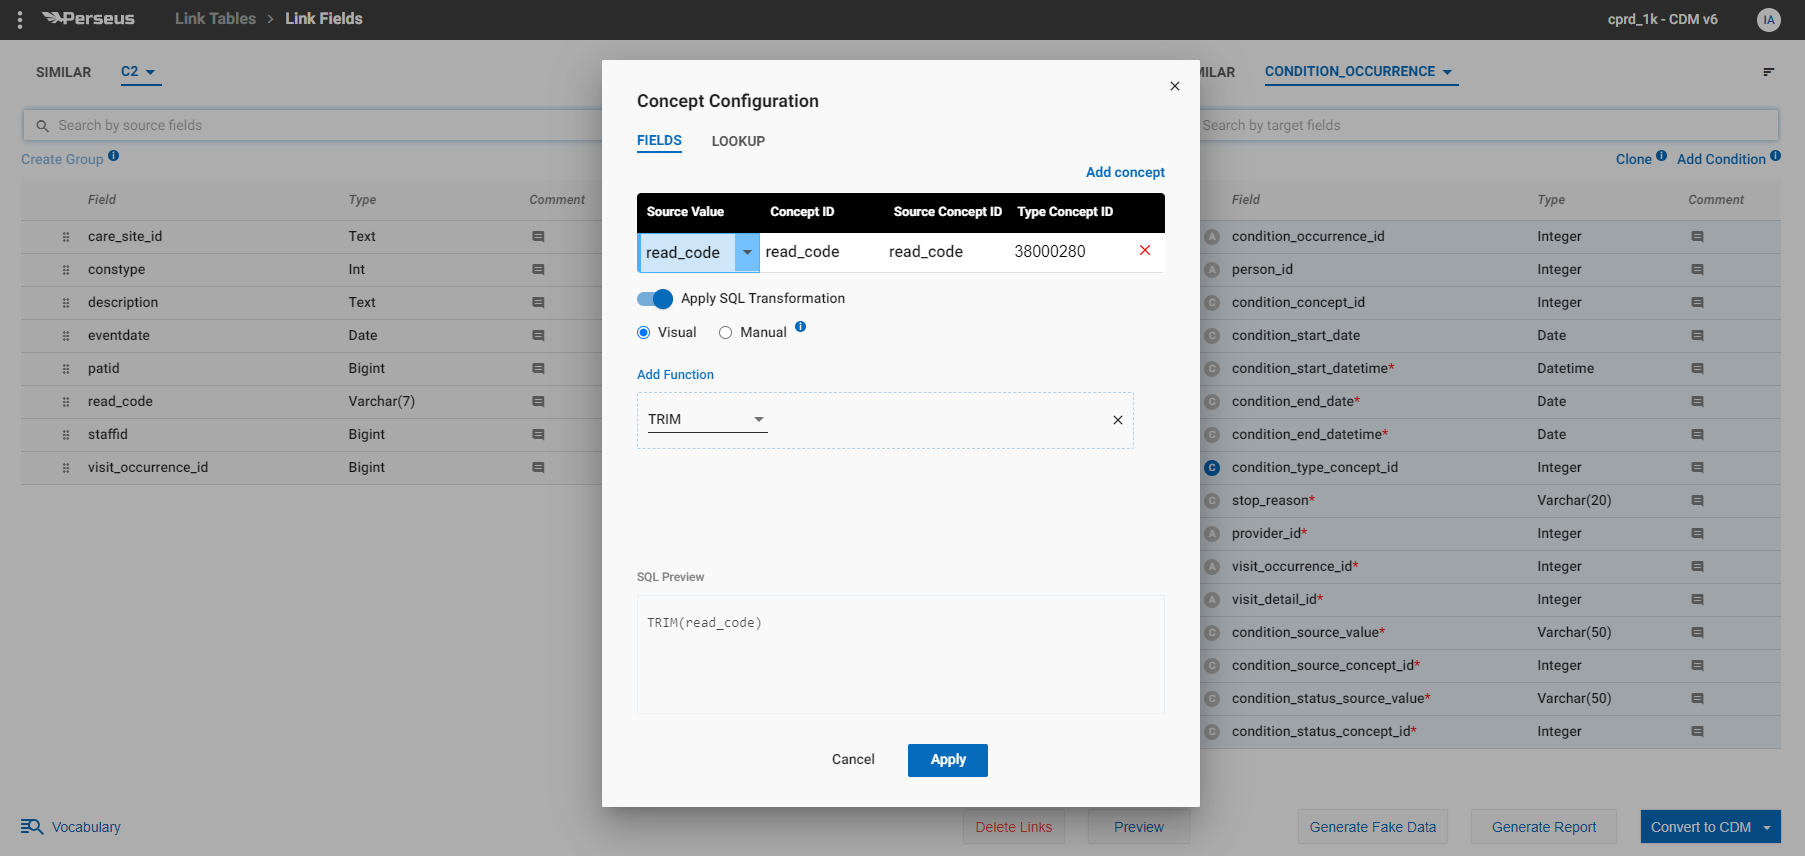 Perseus Link Tables > Link Fields cprd_1k - CDM v6 IA
SIMILAR C2 MILAR CONDITION_OCCURRENCE
Search by source fields Search by target fields
Create Group Clone Add Condition
Field Type Comment
care_site_id Text
constype Int
description Text
eventdate Date
patid Bigint
read_code Varchar(7)
staffid Bigint
visit_occurrence_id Bigint
Concept Configuration
FIELDS LOOKUP
Add concept
Source Value Concept ID Source Concept ID Type Concept ID
read_code read_code read_code 38000280
Apply SQL Transformation
Visual Manual
Add Function
TRIM
SQL Preview
TRIM(read_code)
Cancel Apply
Field Type Comment
A condition_occurrence_id Integer
A person_id Integer
C condition_concept_id Integer
C condition_start_date Date
C condition_start_datetime* Datetime
C condition_end_date* Date
C condition_end_datetime* Date
C condition_type_concept_id Integer
C stop_reason* Varchar(20)
A provider_id* Integer
A visit_occurrence_id* Integer
A visit_detail_id* Integer
C condition_source_value* Varchar(50)
C condition_source_concept_id* Integer
C condition_status_source_value* Varchar(50)
C condition_status_concept_id* Integer
Vocabulary Delete Links Preview Generate Fake Data Generate Report Convert to CDM